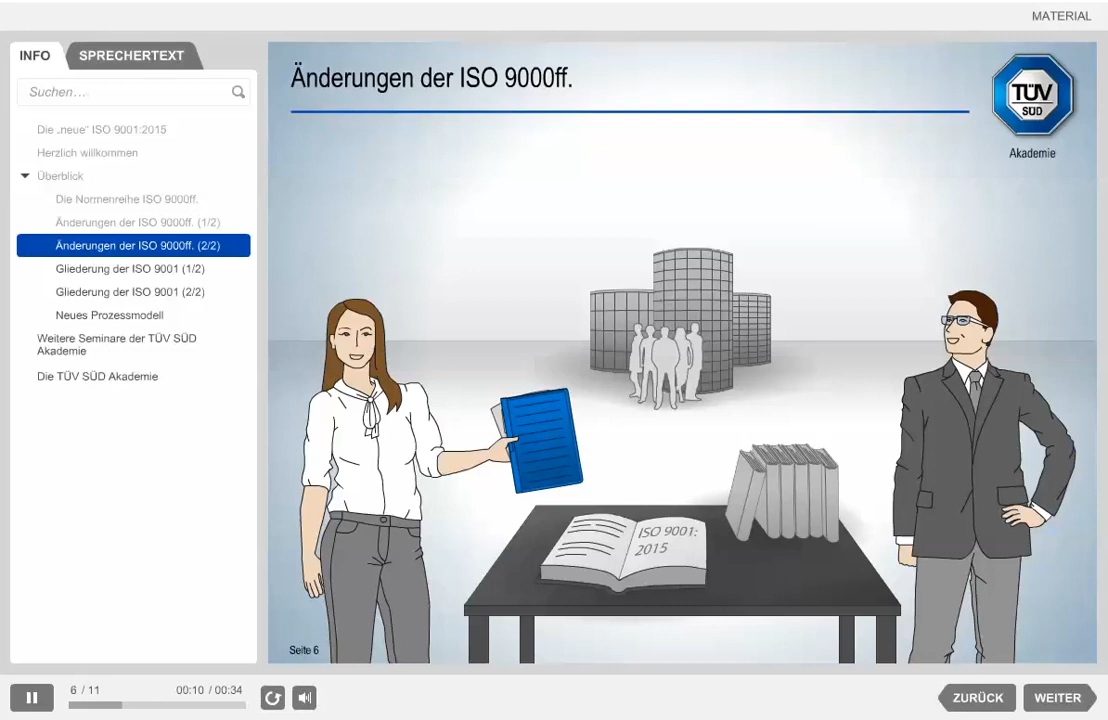 MATERIAL
INFO
SPRECHERTEXT
Suchen....
Die „neue“ ISO 9001:2015
Herzlich willkommen
Überblick
Die Normenreihe ISO 9000ff.
Änderungen der ISO 9000ff. (1/2)
Änderungen der ISO 9000ff. (2/2)
Gliederung der ISO 9001 (1/2)
Gliederung der ISO 9001 (2/2)
Neues Prozessmodell
Weitere Seminare der TÜV SÜD
Akademie
Die TÜV SÜD Akademie
Änderungen der ISO 9000ff.
TÜV
SÜD
Akademie
ISO 9001:
2015
Seite 6
6 / 11
00:10 / 00:34
ZURÜCK
WEITER